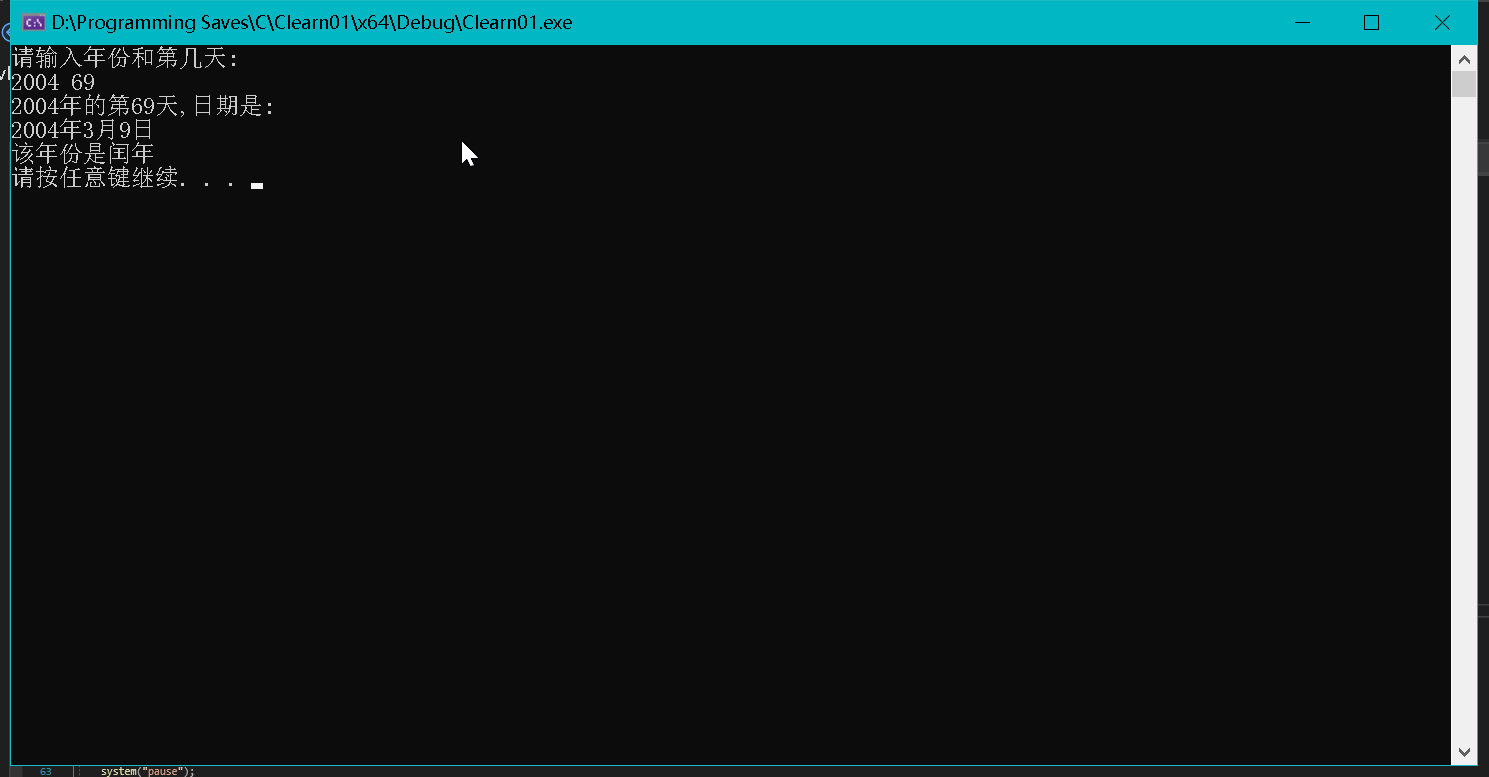 D:\Programming Saves\C\Clearn01\x64\Debug\Clearn01.exe
请输入年份和第几天:
2004 69
2004年的第69天,日期是:
2004年3月9日
该年份是闰年
请按任意键继续. . .
63 system("pause");